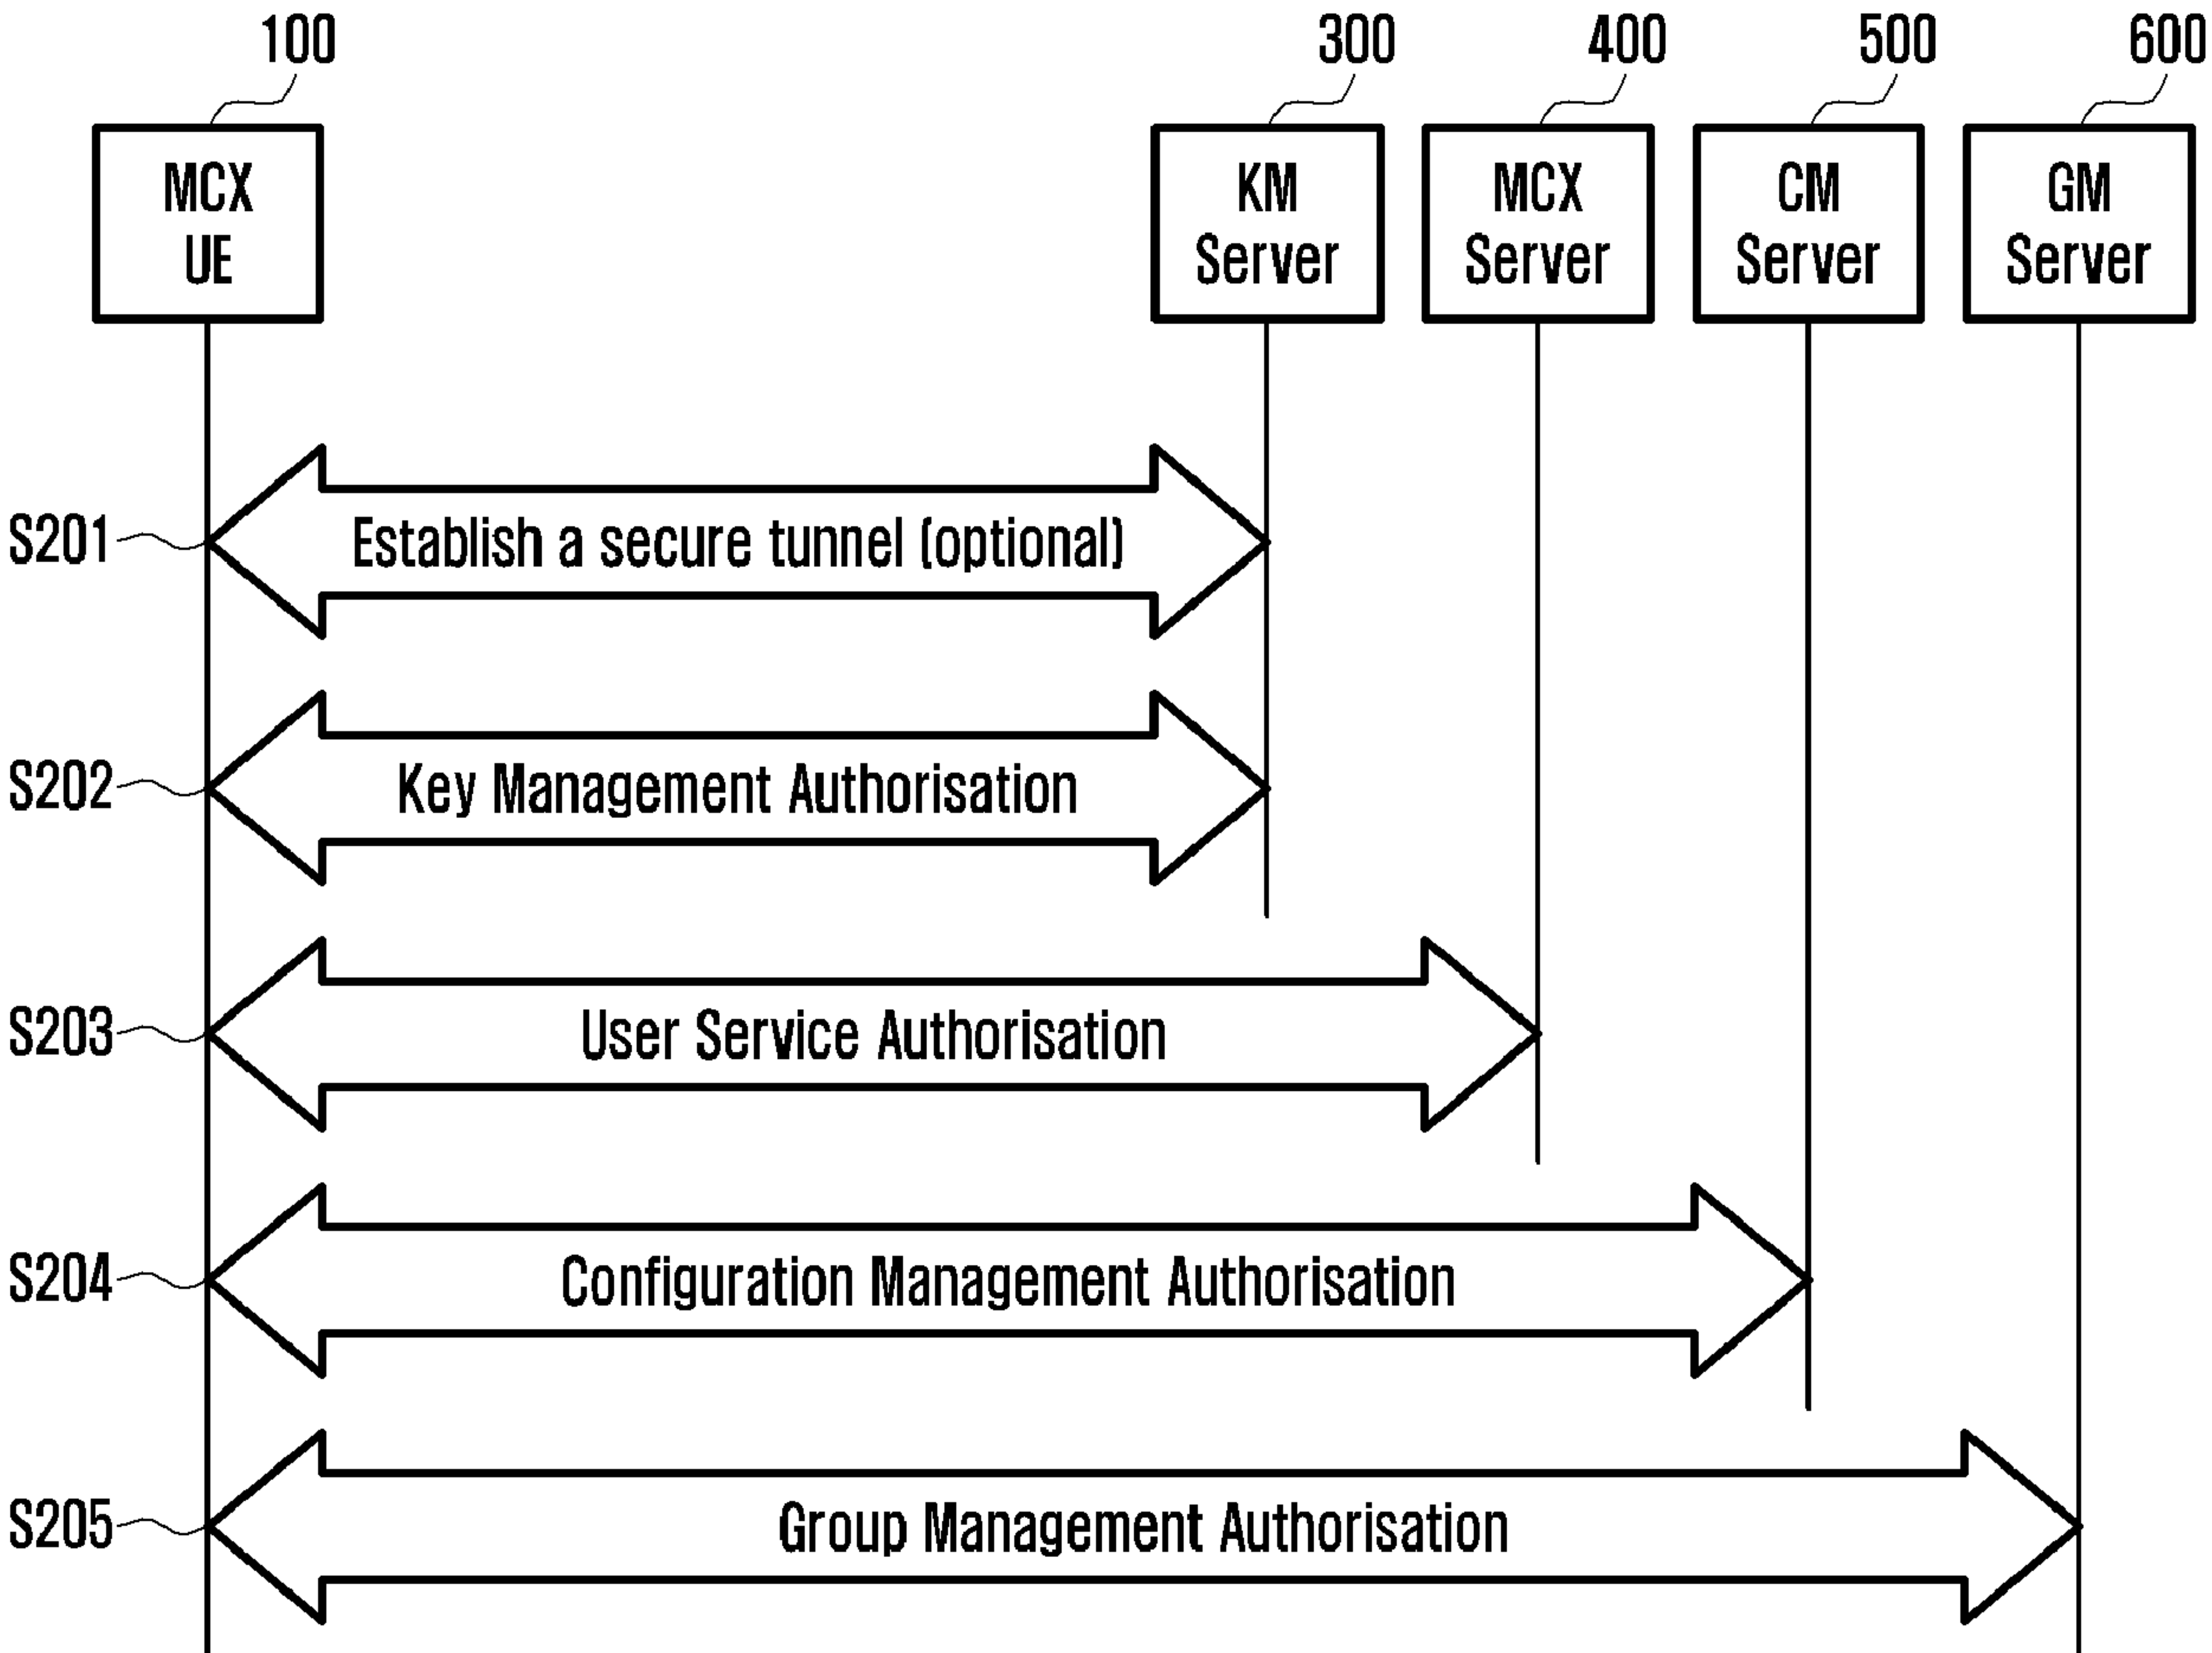 100
300
400
500
600
MCX
UE
KM
Server
MCX
Server
CM
Server
GM
Server
S201
Establish a secure tunnel (optional)
S202
Key Management Authorisation
S203
User Service Authorisation
S204
Configuration Management Authorisation
S205
Group Management Authorisation